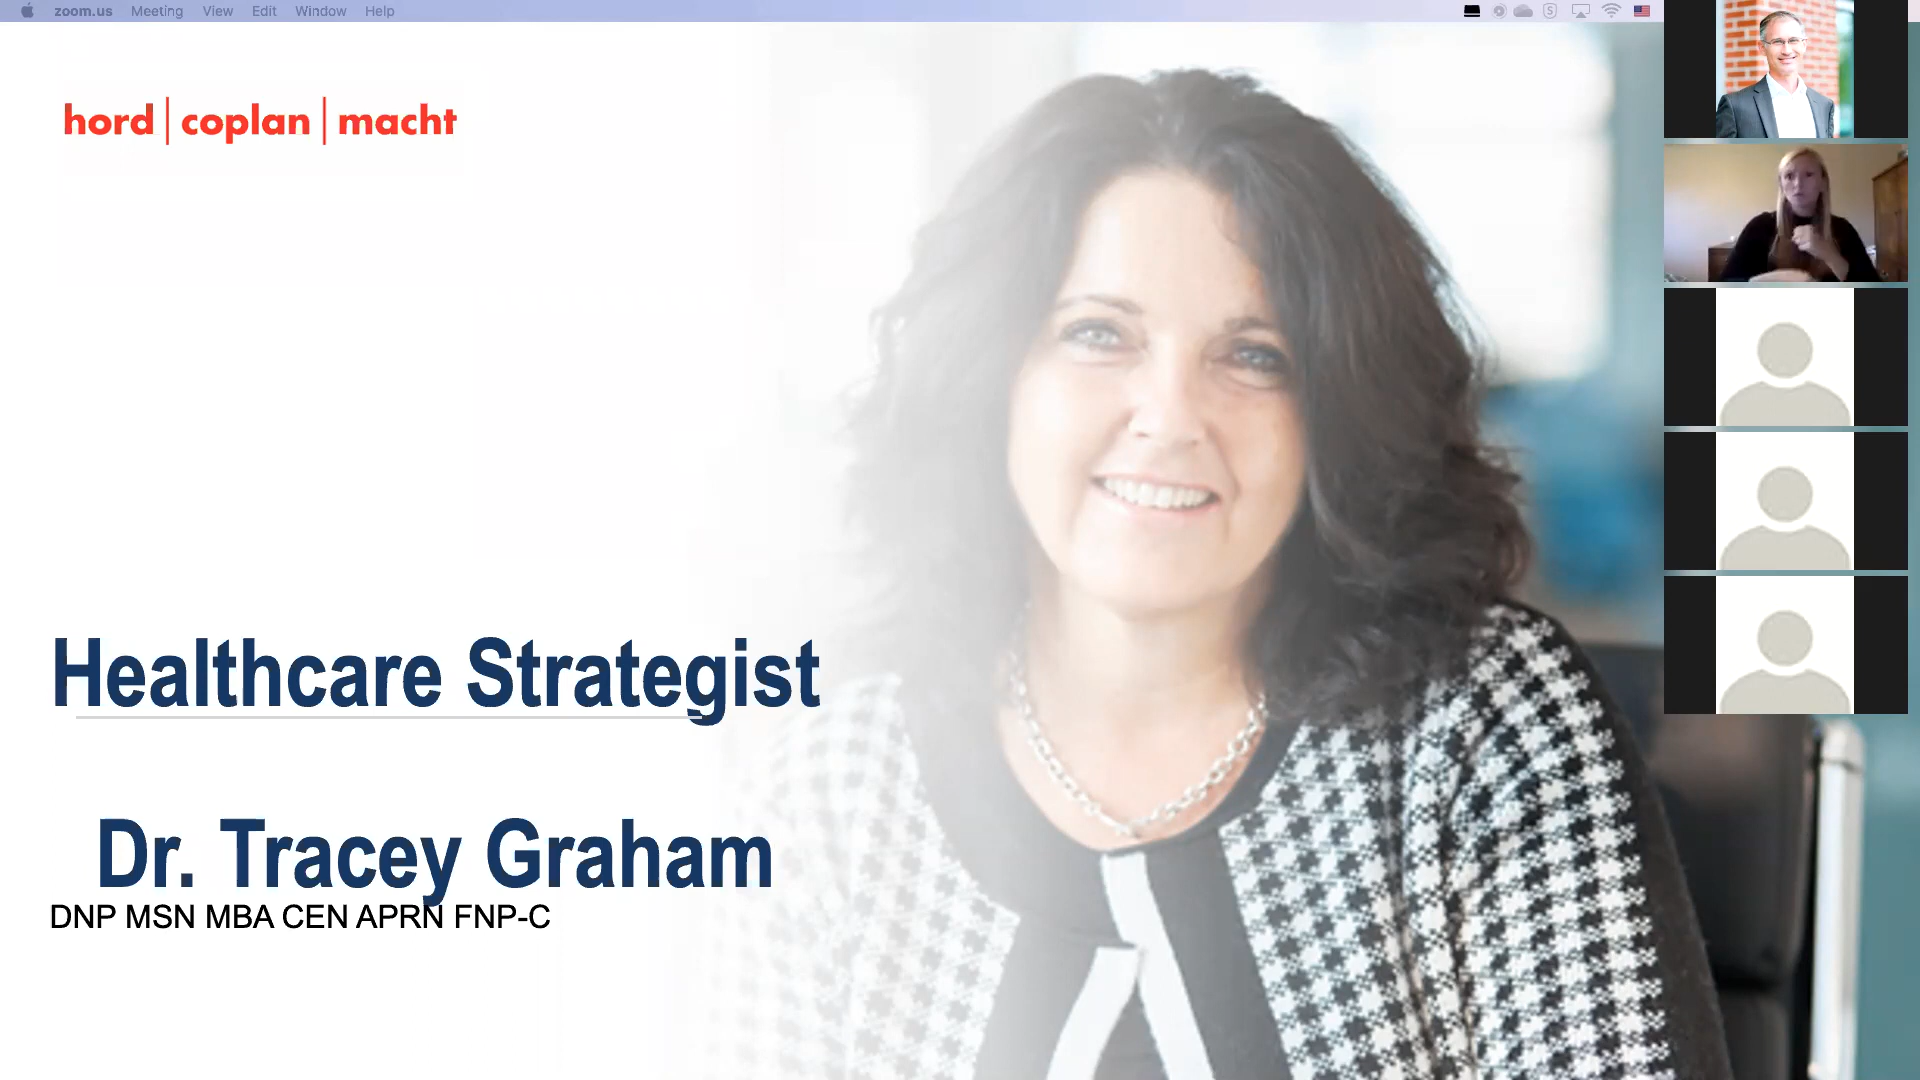 zoom.us Meeting View Edit Window Help
hord | coplan | macht
Healthcare Strategist
Dr. Tracey Graham
DNP MSN MBA CEN APRN FNP-C